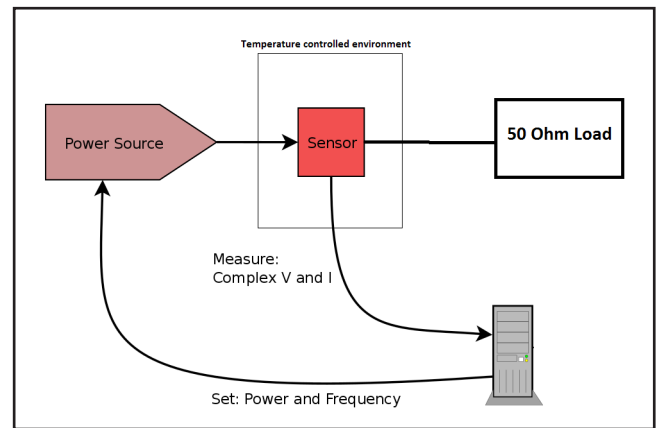 Temperature controlled environment
Power Source
Sensor
50 Ohm Load
Measure:
Complex V and I
Set: Power and Frequency